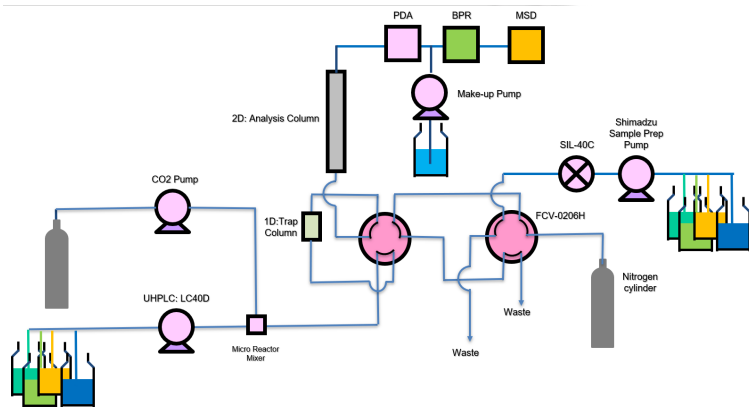 PDA
BPR
MSD
Make-up Pump
2D: Analysis Column
Shimadzu
Sample Prep
Pump
SIL-40C
CO2 Pump
1D:Trap
Column
FCV-0206H
Nitrogen
cylinder
UHPLC: LC40D
Waste
Micro Reactor
Mixer
Waste